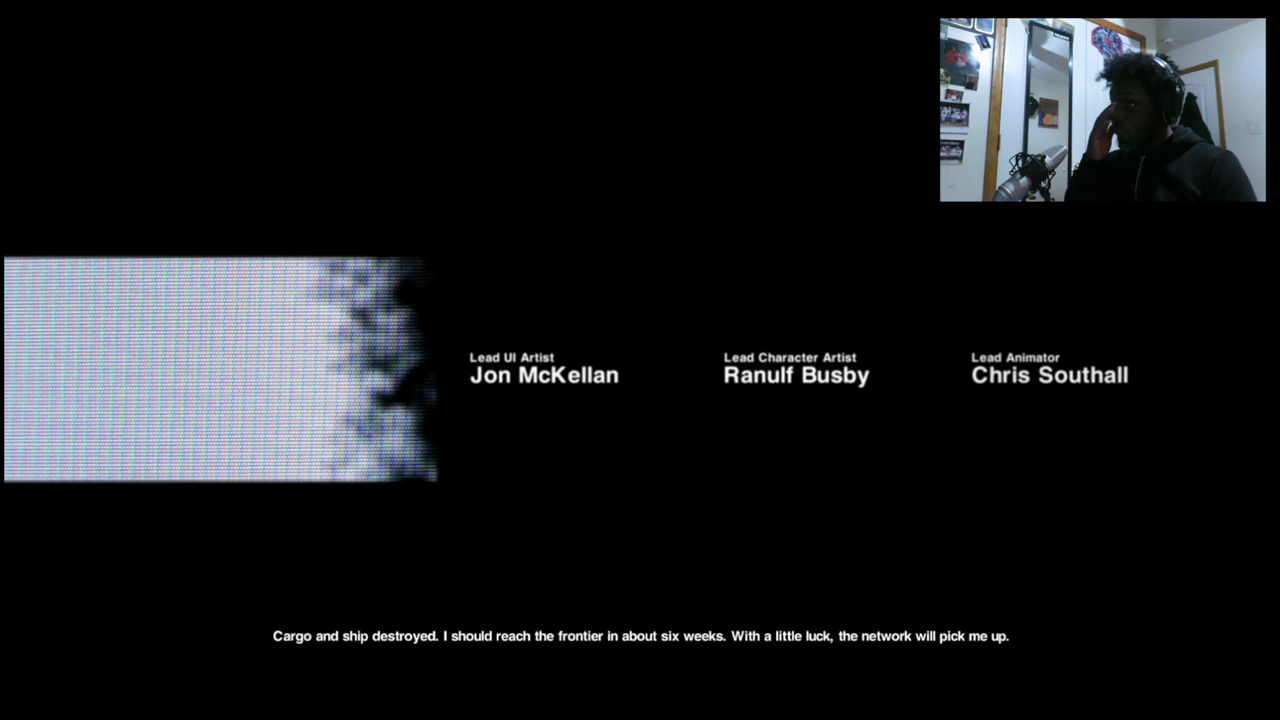 Lead UI Artist
Jon McKellan
Lead Character Artist
Ranulf Busby
Lead Animator
Chris Southall
Cargo and ship destroyed. I should reach the frontier in about six weeks. With a little luck, the network will pick me up.